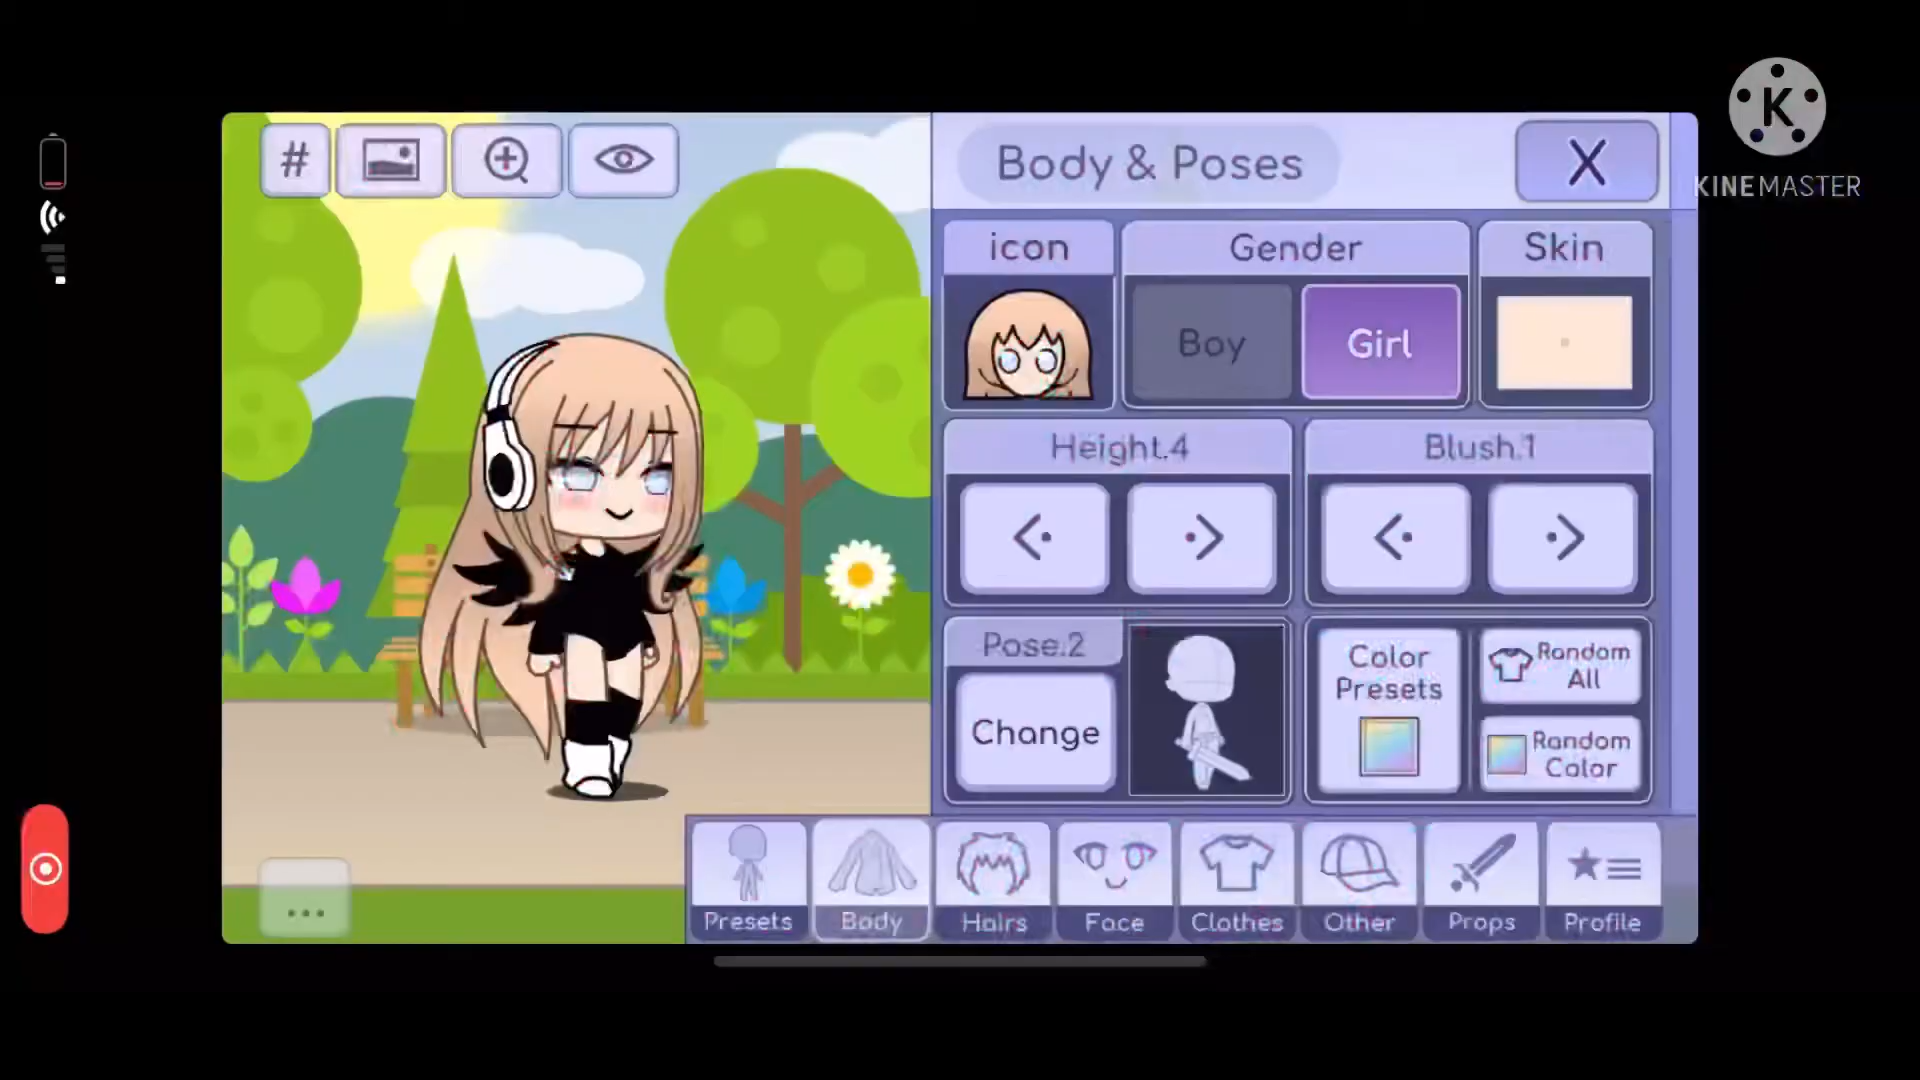 #
Body & Poses
X
K
KINEMASTER
icon
Gender
Skin
Boy
Girl
Height.4
Blush.1
Pose.2
Change
Color
Presets
Random
All
Random
Color
...
Presets
Body
Hairs
Face
Clothes
Other
Props
Profile